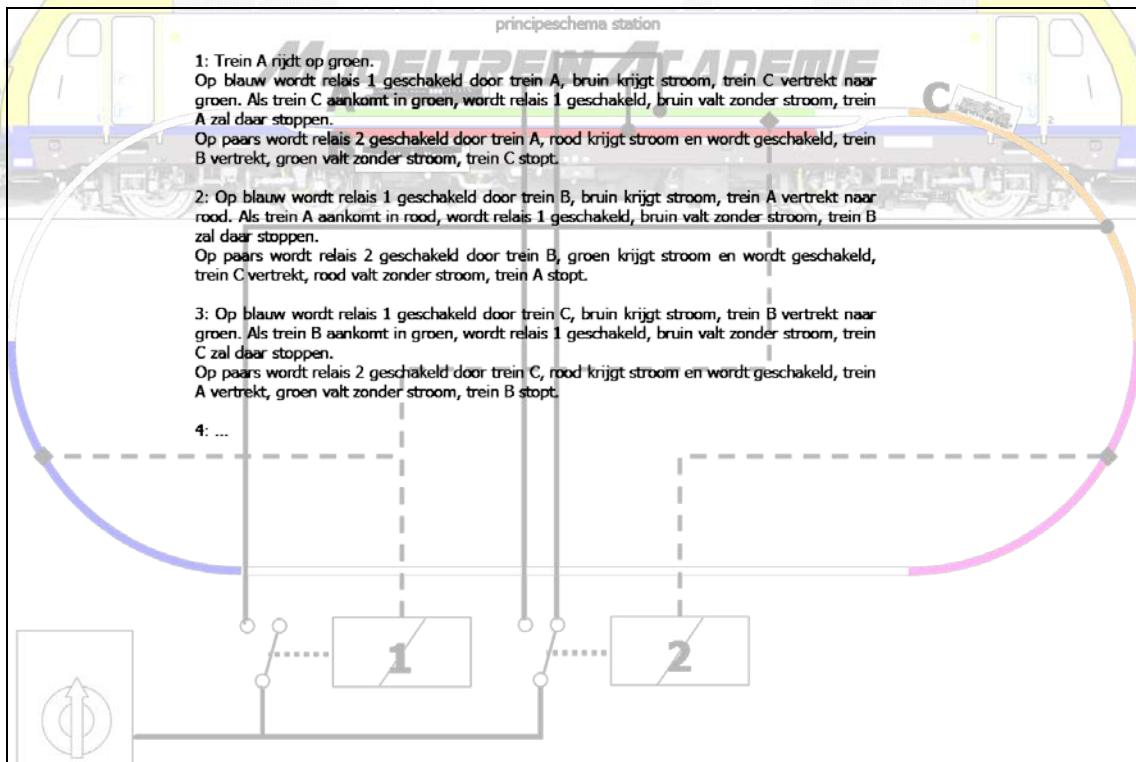 principeschema station
MODELTREIN ACADEMIE
1: Trein A rijdt op groen.
Op blauw wordt relais 1 geschakeld door trein A, bruin krijgt stroom, trein C vertrekt naar
groen. Als trein C aankomt in groen, wordt relais 1 geschakeld, bruin valt zonder stroom, trein
A zal daar stoppen.
Op paars wordt relais 2 geschakeld door trein A, rood krijgt stroom en wordt geschakeld, trein
B vertrekt, groen valt zonder stroom, trein C stopt.
C
2: Op blauw wordt relais 1 geschakeld door trein B, bruin krijgt stroom, trein A vertrekt naar
rood. Als trein A aankomt in rood, wordt relais 1 geschakeld, bruin valt zonder stroom, trein B
zal daar stoppen.
Op paars wordt relais 2 geschakeld door trein B, groen krijgt stroom en wordt geschakeld,
trein C vertrekt, rood valt zonder stroom, trein A stopt.
3: Op blauw wordt relais 1 geschakeld door trein C, bruin krijgt stroom, trein B vertrekt naar
groen. Als trein B aankomt in groen, wordt relais 1 geschakeld, bruin valt zonder stroom, trein
C zal daar stoppen.
Op paars wordt relais 2 geschakeld door trein C, rood krijgt stroom en wordt geschakeld, trein
A vertrekt, groen valt zonder stroom, trein B stopt.
4: ...
1
2